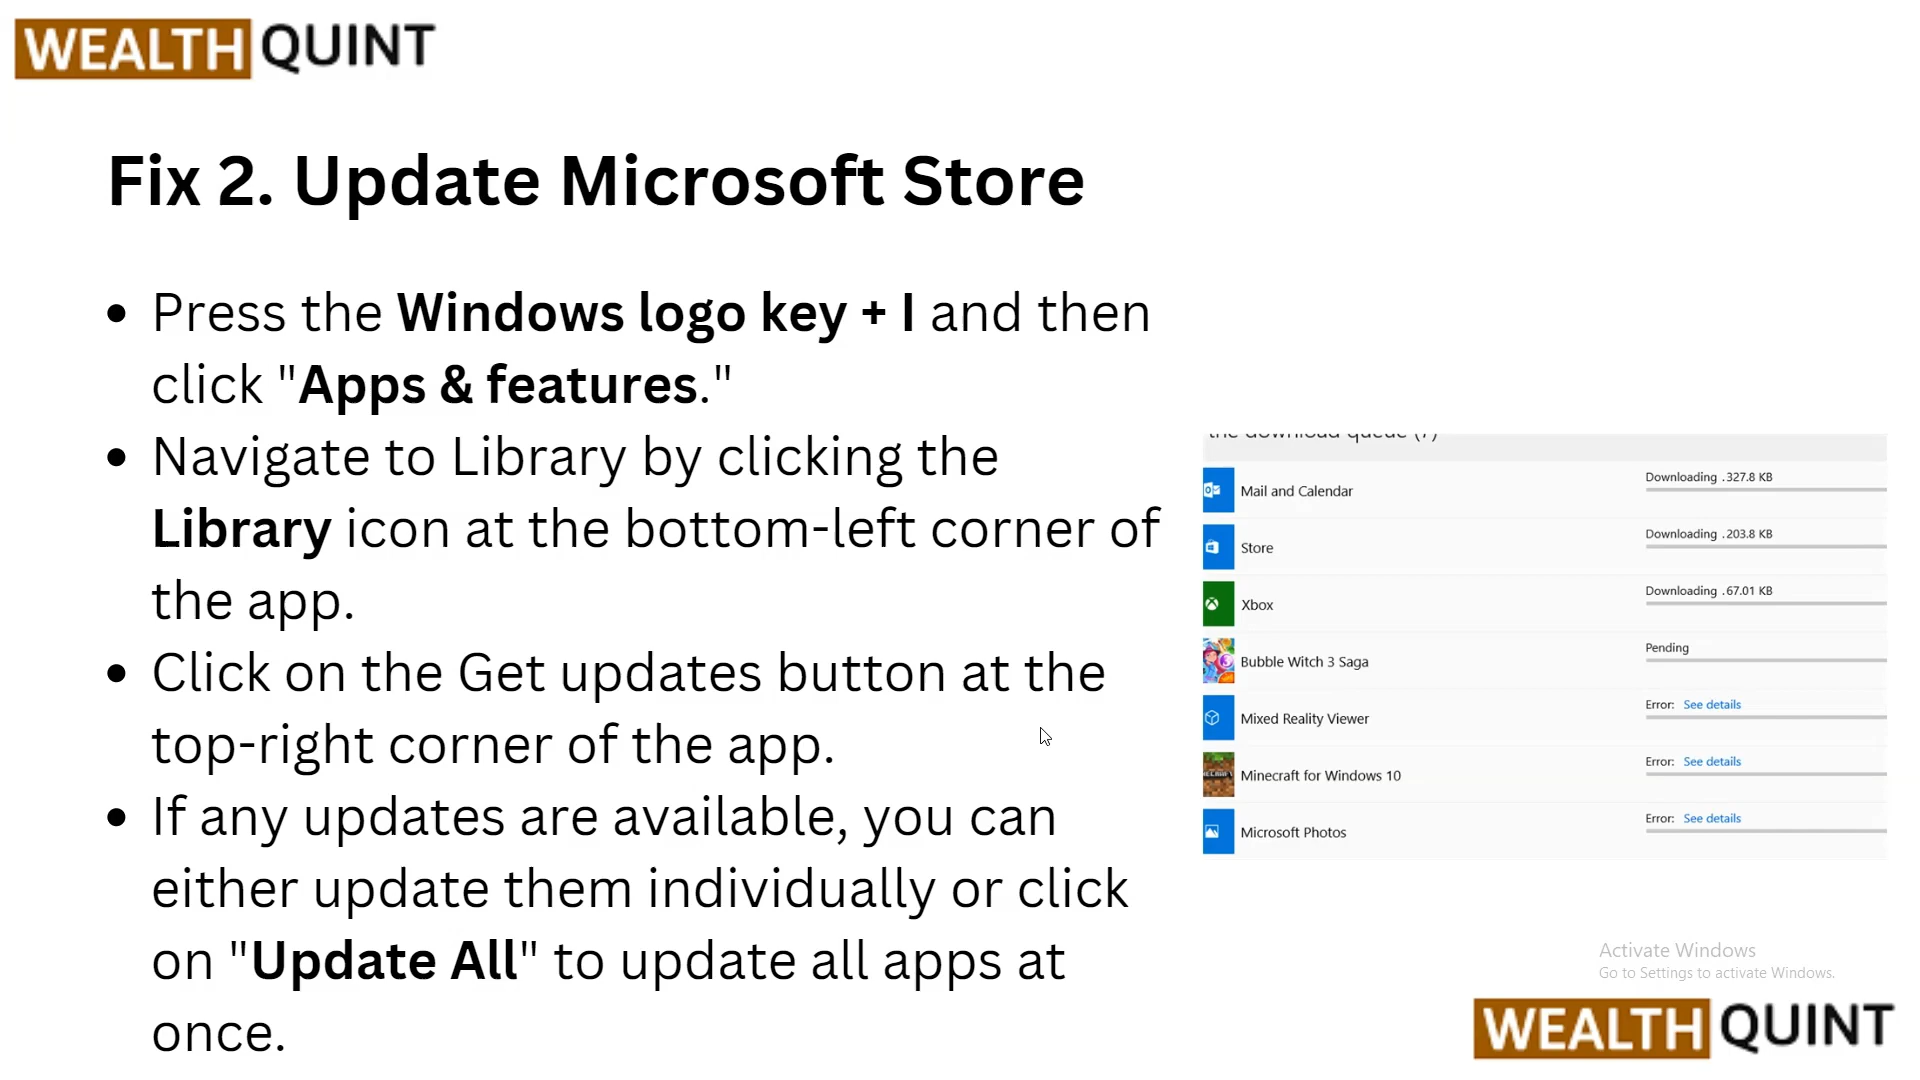 WEALTH QUINT
Fix 2. Update Microsoft Store
• Press the Windows logo key + I and then
click "Apps & features."
• Navigate to Library by clicking the
Library icon at the bottom-left corner of
the app.
• Click on the Get updates button at the
top-right corner of the app.
• If any updates are available, you can
either update them individually or click
on "Update All" to update all apps at
once.
the download queue (7)
Mail and Calendar
Downloading .327.8 KB
Store
Downloading .203.8 KB
Xbox
Downloading .67.01 KB
Bubble Witch 3 Saga
Pending
Mixed Reality Viewer
Error: See details
Minecraft for Windows 10
Error: See details
Microsoft Photos
Error: See details
Activate Windows
Go to Settings to activate Windows.
WEALTH QUINT